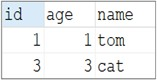 id age name
1 1 tom
3 3 cat